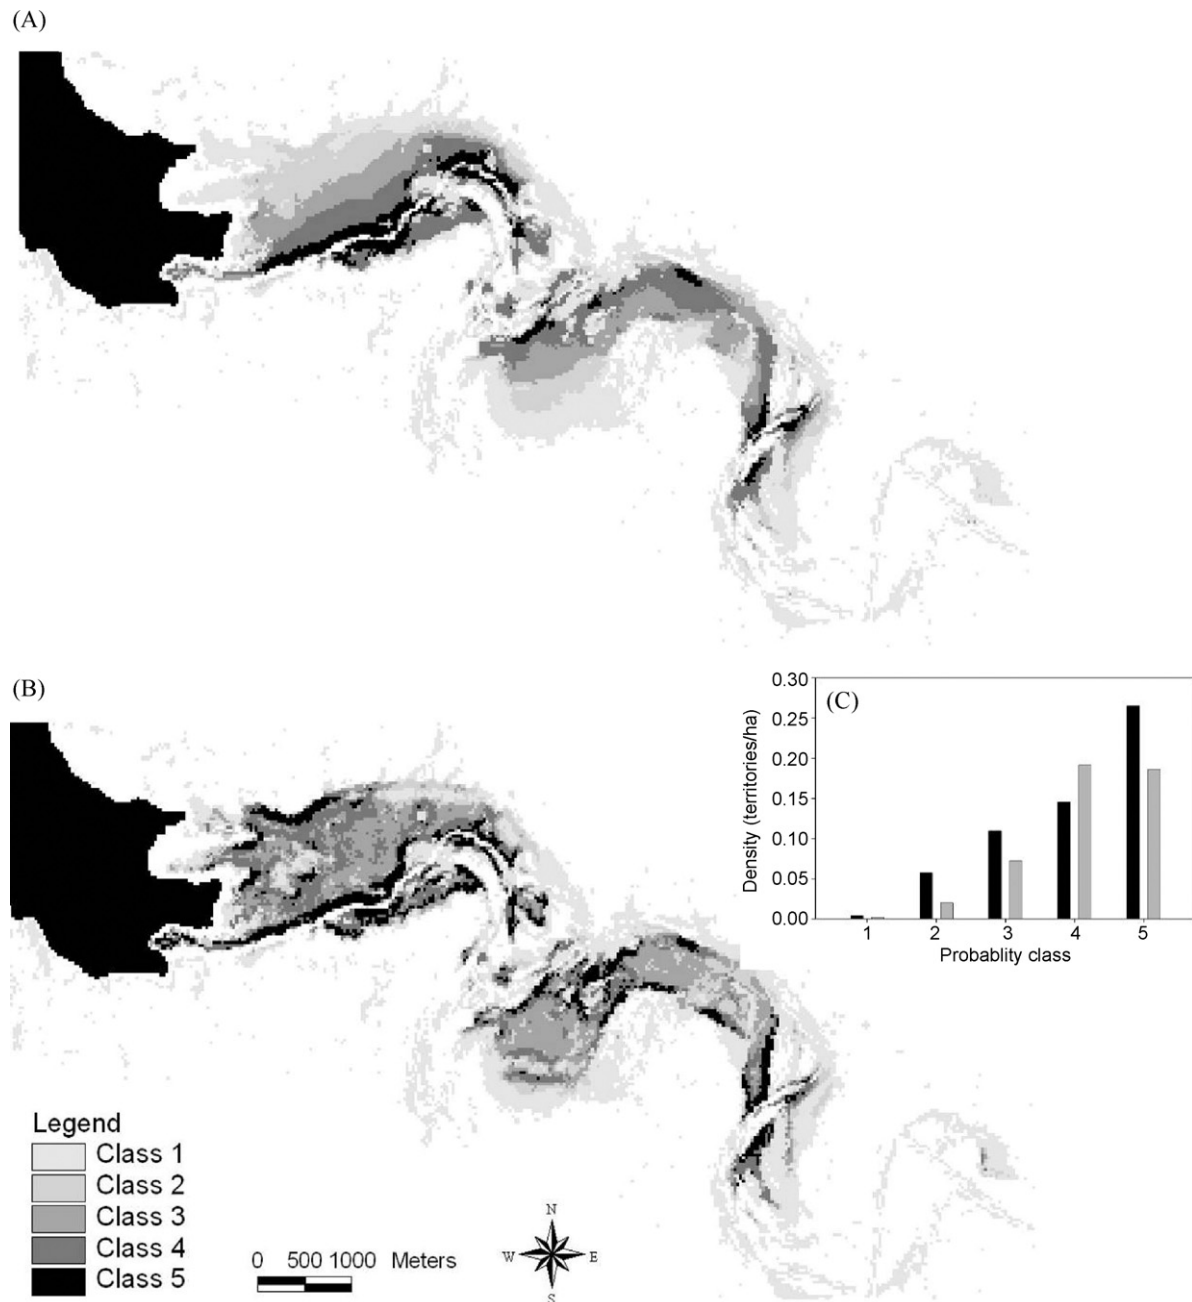 (A)
(B)
(C)
0.30
0.25
0.20
0.15
0.10
0.05
0.00
Density (territories/ha)
1 2 3 4 5
Probablity class
Legend
Class 1
Class 2
Class 3
Class 4
Class 5
0 500 1000 Meters
N
W E
S